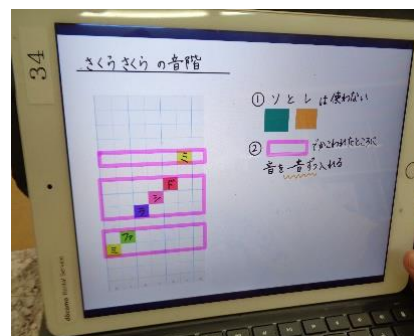 34
さくらさくらの音階
① ソとレは使わない
② でかこわれたところに
音を一音ずつ入れる
ミ
ド
シ
ラ
ファ
ミ